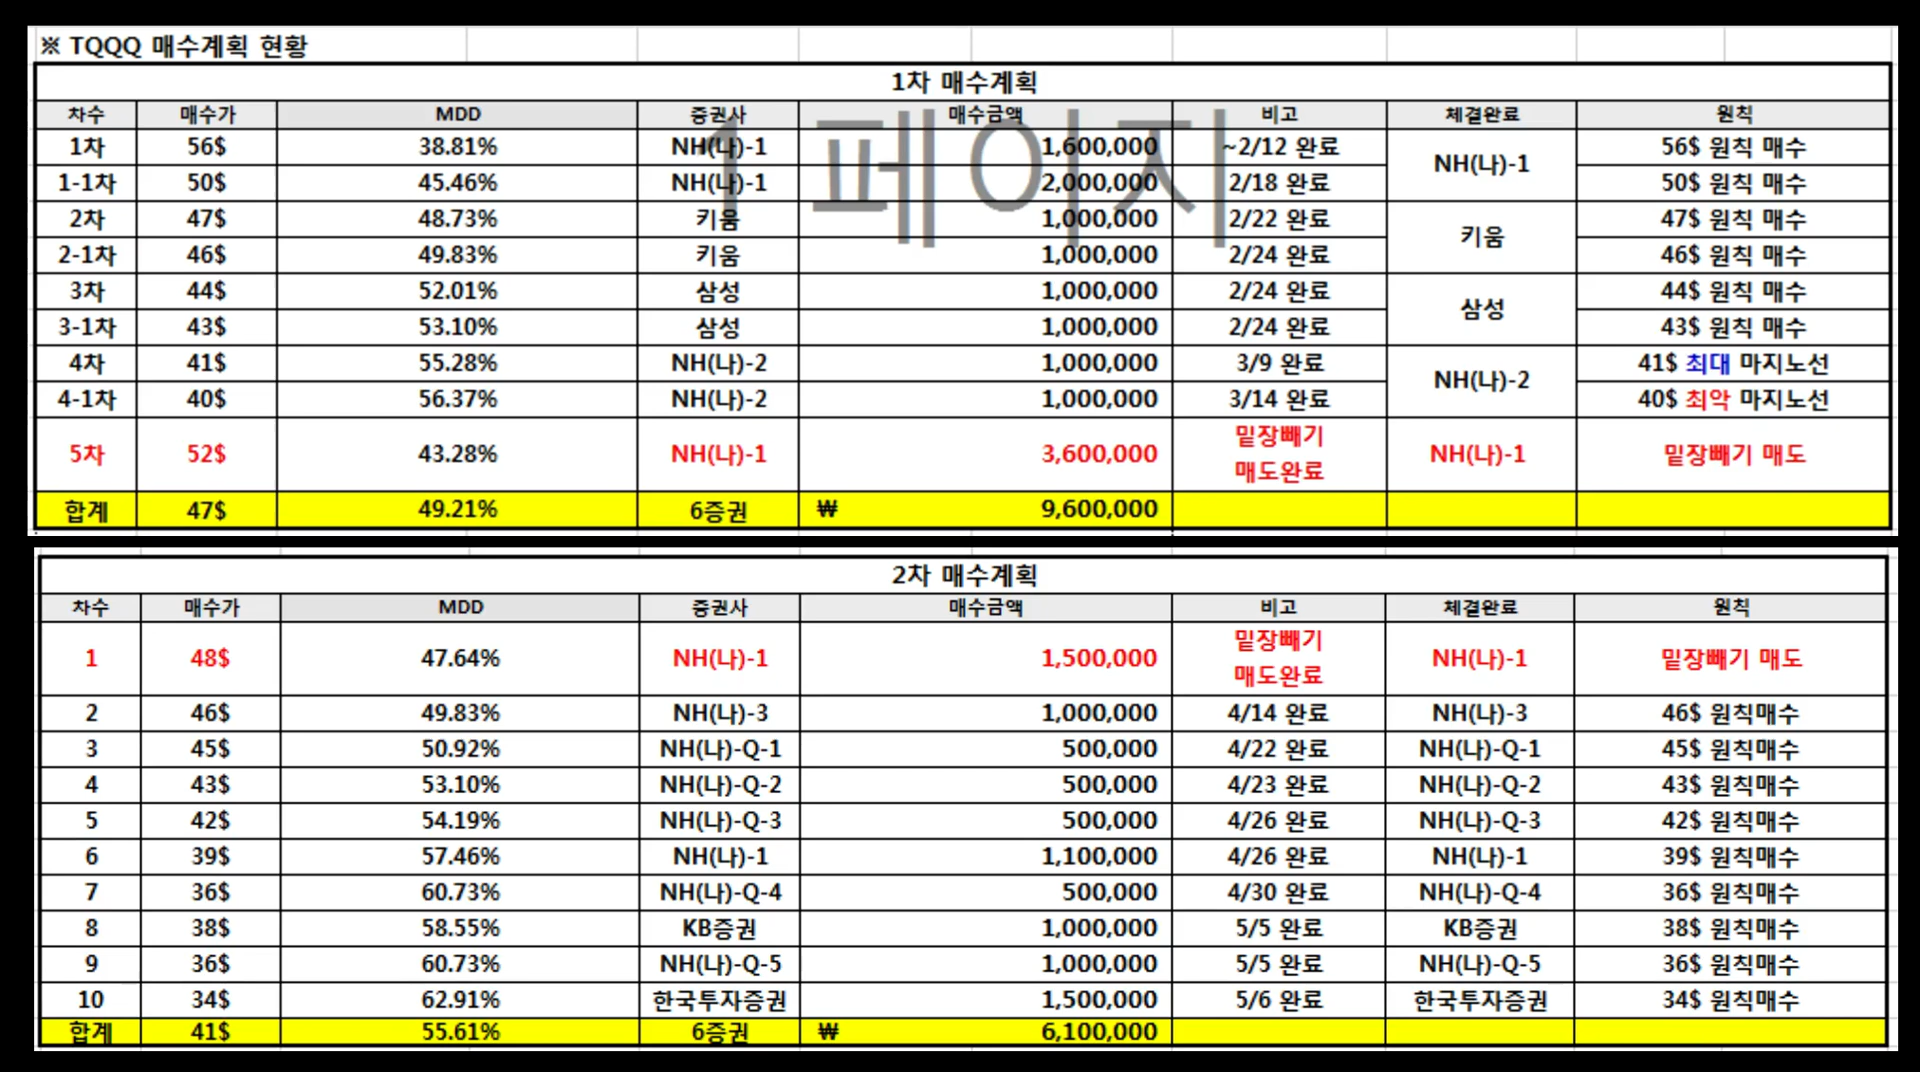 ※ TQQQ 매수계획 현황
1차 매수계획
차수 매수가 MDD 증권사 매수금액 비고 체결완료 원칙
1차 56$ 38.81% NH(나)-1 1,600,000 ~2/12 완료 NH(나)-1 56$ 원칙 매수
1-1차 50$ 45.46% NH(나)-1 2,000,000 2/18 완료 50$ 원칙 매수
2차 47$ 48.73% 키움 1,000,000 2/22 완료 키움 47$ 원칙 매수
2-1차 46$ 49.83% 키움 1,000,000 2/24 완료 46$ 원칙 매수
3차 44$ 52.01% 삼성 1,000,000 2/24 완료 삼성 44$ 원칙 매수
3-1차 43$ 53.10% 삼성 1,000,000 2/24 완료 43$ 원칙 매수
4차 41$ 55.28% NH(나)-2 1,000,000 3/9 완료 NH(나)-2 41$ 최대 마지노선
4-1차 40$ 56.37% NH(나)-2 1,000,000 3/14 완료 40$ 최악 마지노선
5차 52$ 43.28% NH(나)-1 3,600,000 밑장빼기 매도완료 NH(나)-1 밑장빼기 매도
합계 47$ 49.21% 6증권 ₩ 9,600,000
1 페이지
2차 매수계획
차수 매수가 MDD 증권사 매수금액 비고 체결완료 원칙
1 48$ 47.64% NH(나)-1 1,500,000 밑장빼기 매도완료 NH(나)-1 밑장빼기 매도
2 46$ 49.83% NH(나)-3 1,000,000 4/14 완료 NH(나)-3 46$ 원칙매수
3 45$ 50.92% NH(나)-Q-1 500,000 4/22 완료 NH(나)-Q-1 45$ 원칙매수
4 43$ 53.10% NH(나)-Q-2 500,000 4/23 완료 NH(나)-Q-2 43$ 원칙매수
5 42$ 54.19% NH(나)-Q-3 500,000 4/26 완료 NH(나)-Q-3 42$ 원칙매수
6 39$ 57.46% NH(나)-1 1,100,000 4/26 완료 NH(나)-1 39$ 원칙매수
7 36$ 60.73% NH(나)-Q-4 500,000 4/30 완료 NH(나)-Q-4 36$ 원칙매수
8 38$ 58.55% KB증권 1,000,000 5/5 완료 KB증권 38$ 원칙매수
9 36$ 60.73% NH(나)-Q-5 1,000,000 5/5 완료 NH(나)-Q-5 36$ 원칙매수
10 34$ 62.91% 한국투자증권 1,500,000 5/6 완료 한국투자증권 34$ 원칙매수
합계 41$ 55.61% 6증권 ₩ 6,100,000